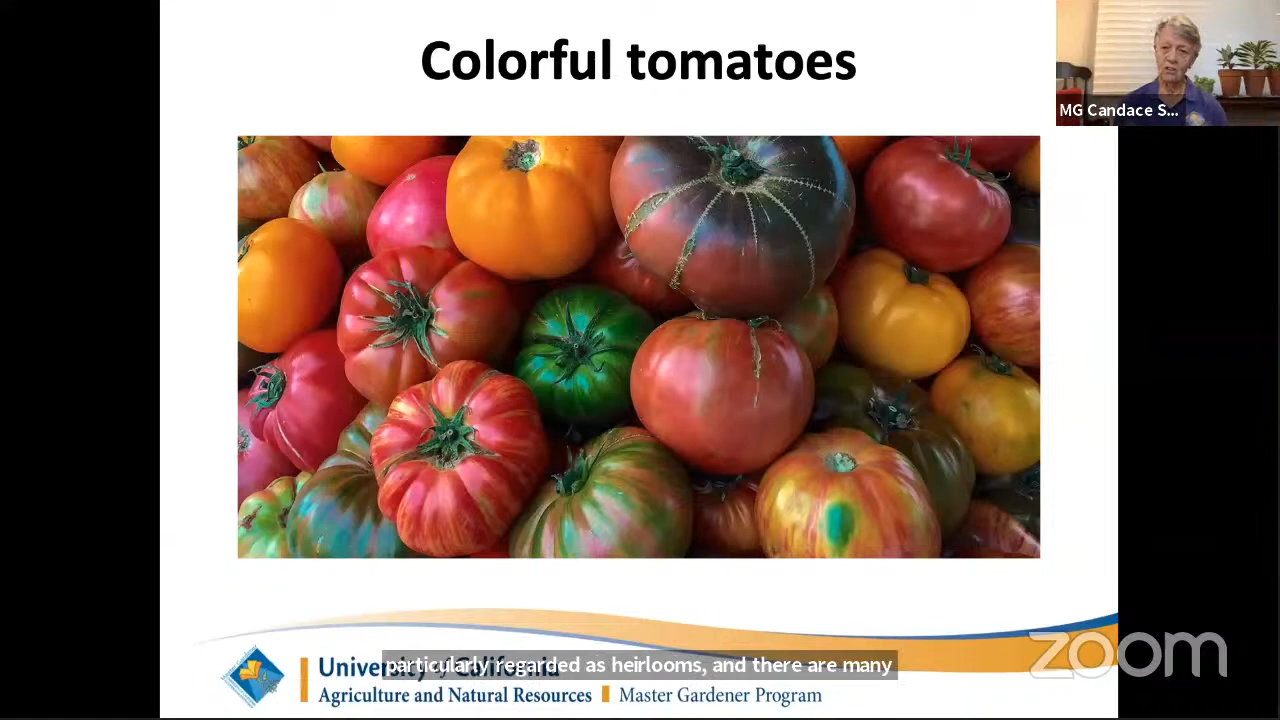 Colorful tomatoes
MG Candace S...
University of California
particularly regarded as heirlooms, and there are many
Agriculture and Natural Resources
Master Gardener Program
zoom